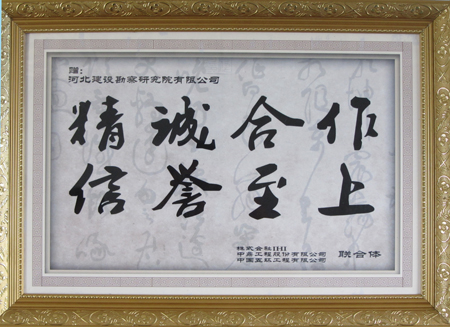 赠:
河北建设勘察研究院有限公司
精诚合作
信誉至上
株式会社IHI
中岛工程股份有限公司
中国五环工程有限公司
联合体